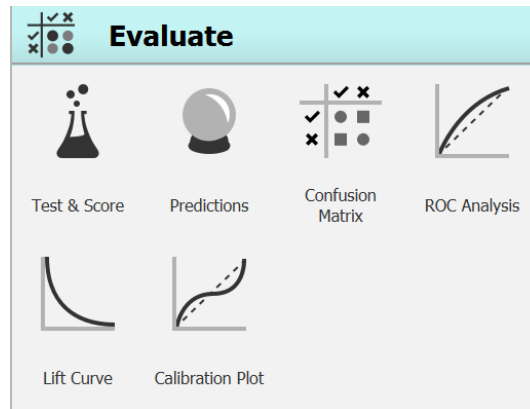 Evaluate
Test & Score
Predictions
Confusion
Matrix
ROC Analysis
Lift Curve
Calibration Plot